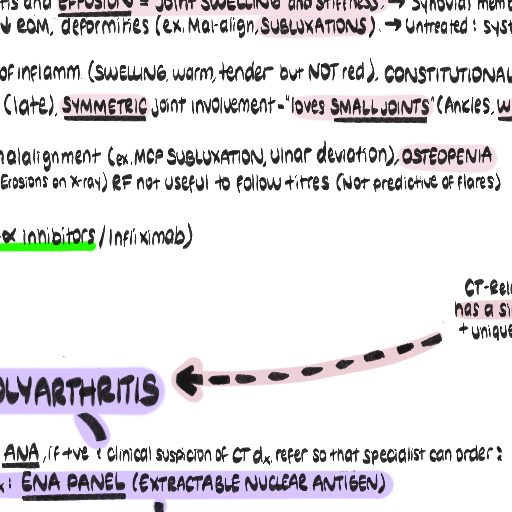 and EFFUSION = JOINT SWELLING and stiffness. → Synovial mem
↓ ROM, deformities (ex. Mal-align, SUBLUXATIONS). → Untreated: syst
of inflamm. (SWELLING, warm, tender but NOT red), CONSTITUTIONAL
(late), SYMMETRIC joint involvement = "loves SMALL JOINTS" (Ankles, W
nalalignment (ex. MCP SUBLUXATION, ulnar deviation), OSTEOPENIA
Erosions on X-ray) RF not useful to follow titres (Not predictive of flares)
-α inhibitors / Infliximab)
CT-Rel
has a si
+ unique
OLYARTHRITIS
ANA, if +ve & clinical suspicion of CT dx, refer so that specialist can order:
x: ENA PANEL (EXTRACTABLE NUCLEAR ANTIGEN)